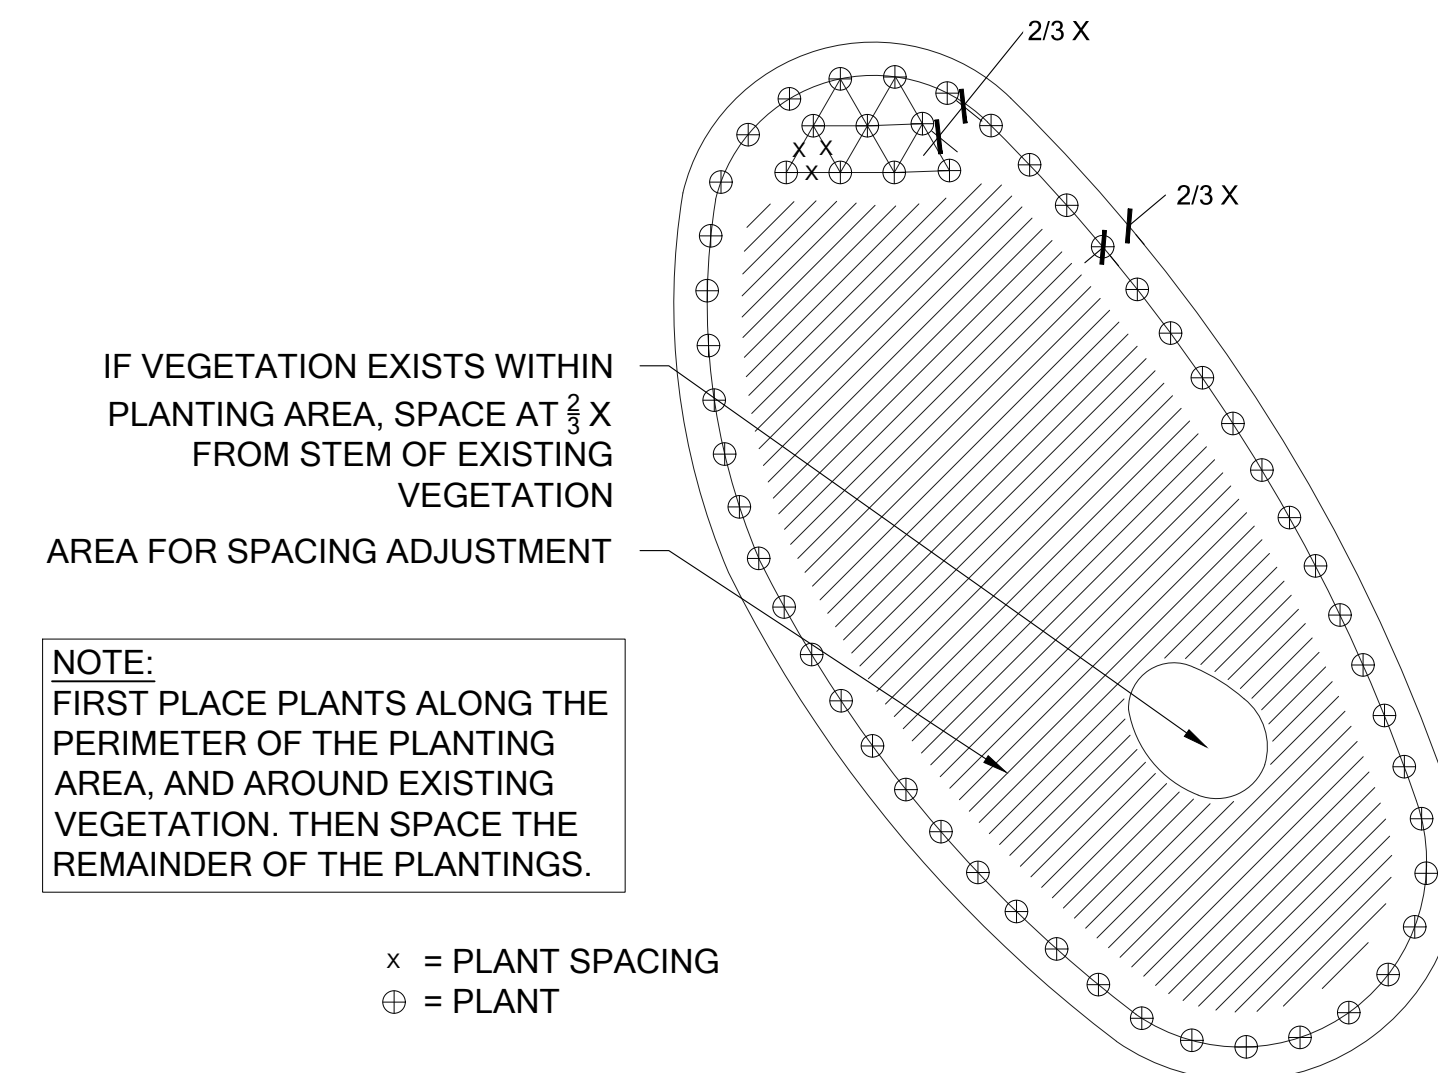 2/3 X
2/3 X
X X
X
IF VEGETATION EXISTS WITHIN
PLANTING AREA, SPACE AT 2/3 X
FROM STEM OF EXISTING
VEGETATION
AREA FOR SPACING ADJUSTMENT
NOTE:
FIRST PLACE PLANTS ALONG THE
PERIMETER OF THE PLANTING
AREA, AND AROUND EXISTING
VEGETATION. THEN SPACE THE
REMAINDER OF THE PLANTINGS.
X = PLANT SPACING
= PLANT